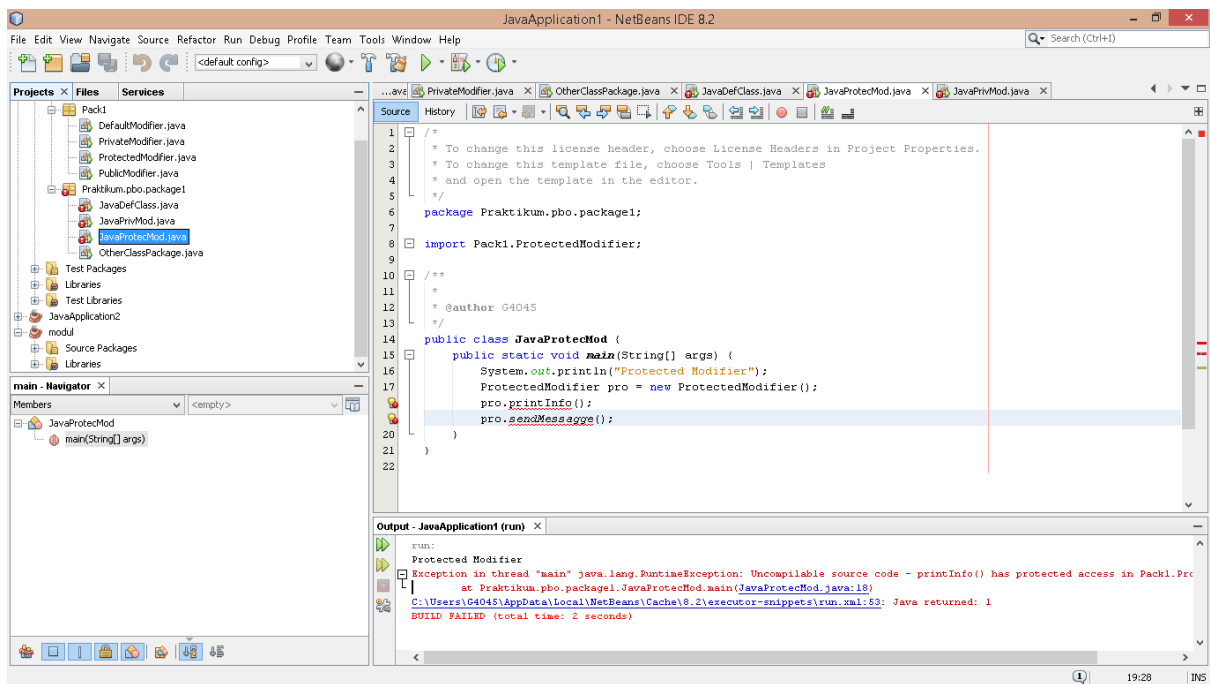 JavaApplication1 - NetBeans IDE 8.2
File Edit View Navigate Source Refactor Run Debug Profile Team Tools Window Help
Search (Ctrl+I)
<default config>
Projects Files Services
Pack1
DefaultModifier.java
PrivateModifier.java
ProtectedModifier.java
PublicModifier.java
Praktikum.pbo.package1
JavaDefClass.java
JavaPrivMod.java
JavaProtecMod.java
OtherClassPackage.java
Test Packages
Libraries
Test Libraries
JavaApplication2
modul
Source Packages
Libraries
main - Navigator
Members <empty>
JavaProtecMod
main(String[] args)
...ava PrivateModifier.java OtherClassPackage.java JavaDefClass.java JavaProtecMod.java JavaPrivMod.java
Source History
1 /*
2 * To change this license header, choose License Headers in Project Properties.
3 * To change this template file, choose Tools | Templates
4 * and open the template in the editor.
5 */
6 package Praktikum.pbo.package1;
7
8 import Pack1.ProtectedModifier;
9
10 /**
11 *
12 * @author G4045
13 */
14 public class JavaProtecMod {
15 public static void main(String[] args) {
16 System.out.println("Protected Modifier");
17 ProtectedModifier pro = new ProtectedModifier();
pro.printInfo();
pro.sendMessagge();
20 }
21 }
22
Output - JavaApplication1 (run)
run:
Protected Modifier
Exception in thread "main" java.lang.RuntimeException: Uncompilable source code - printInfo() has protected access in Pack1.Pro
at Praktikum.pbo.package1.JavaProtecMod.main(JavaProtecMod.java:18)
C:\Users\G4045\AppData\Local\NetBeans\Cache\8.2\executor-snippets\run.xml:53: Java returned: 1
BUILD FAILED (total time: 2 seconds)
1 19:28 INS